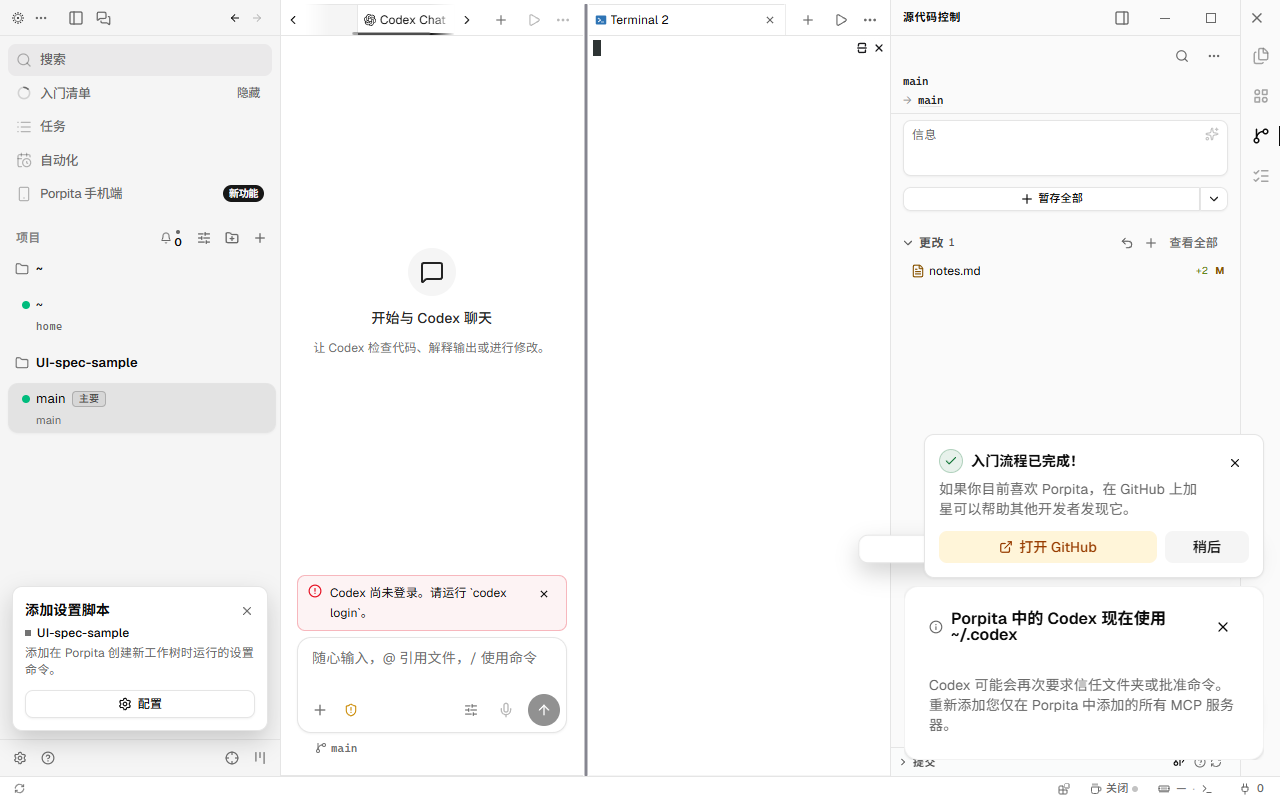 搜索
入门清单
隐藏
任务
自动化
Porpita 手机端
新功能
项目
0
~
~
home
UI-spec-sample
main
主要
main
添加设置脚本
UI-spec-sample
添加在 Porpita 创建新工作树时运行的设置
命令。
配置
Codex Chat
开始与 Codex 聊天
让 Codex 检查代码、解释输出或进行修改。
Codex 尚未登录。请运行 `codex
login`。
随心输入，@ 引用文件，/ 使用命令
main
Terminal 2
源代码控制
main
main
信息
暂存全部
更改 1
查看全部
notes.md
+2 M
入门流程已完成！
如果你目前喜欢 Porpita，在 GitHub 上加
星可以帮助其他开发者发现它。
打开 GitHub
稍后
Porpita 中的 Codex 现在使用
~/.codex
Codex 可能会再次要求信任文件夹或批准命令。
重新添加您仅在 Porpita 中添加的所有 MCP 服务
器。
提交
关闭
0